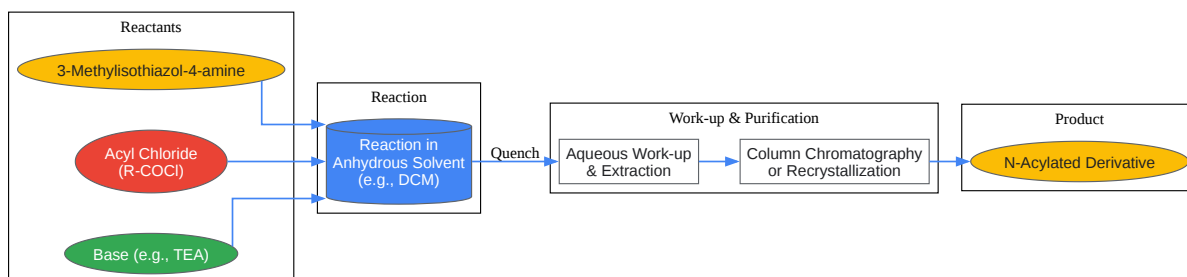 Reactants
3-Methylisothiazol-4-amine
Acyl Chloride
(R-COCl)
Base (e.g., TEA)
Reaction
Reaction in
Anhydrous Solvent
(e.g., DCM)
Quench
Work-up & Purification
Aqueous Work-up
& Extraction
Column Chromatography
or Recrystallization
Product
N-Acylated Derivative